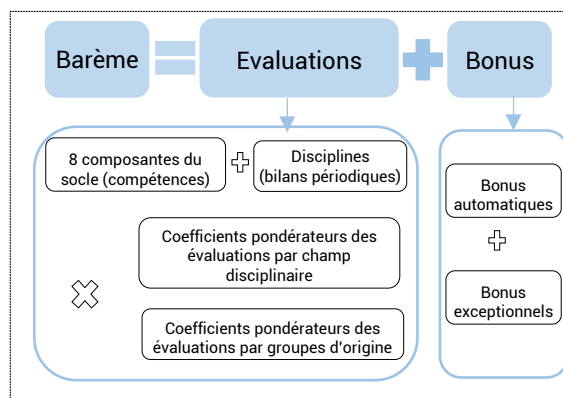 Barème
Evaluations
Bonus
8 composantes du
socle (compétences)
Disciplines
(bilans périodiques)
Coefficients pondérateurs des
évaluations par champ
disciplinaire
Coefficients pondérateurs des
évaluations par groupes d'origine
Bonus
automatiques
Bonus
exceptionnels